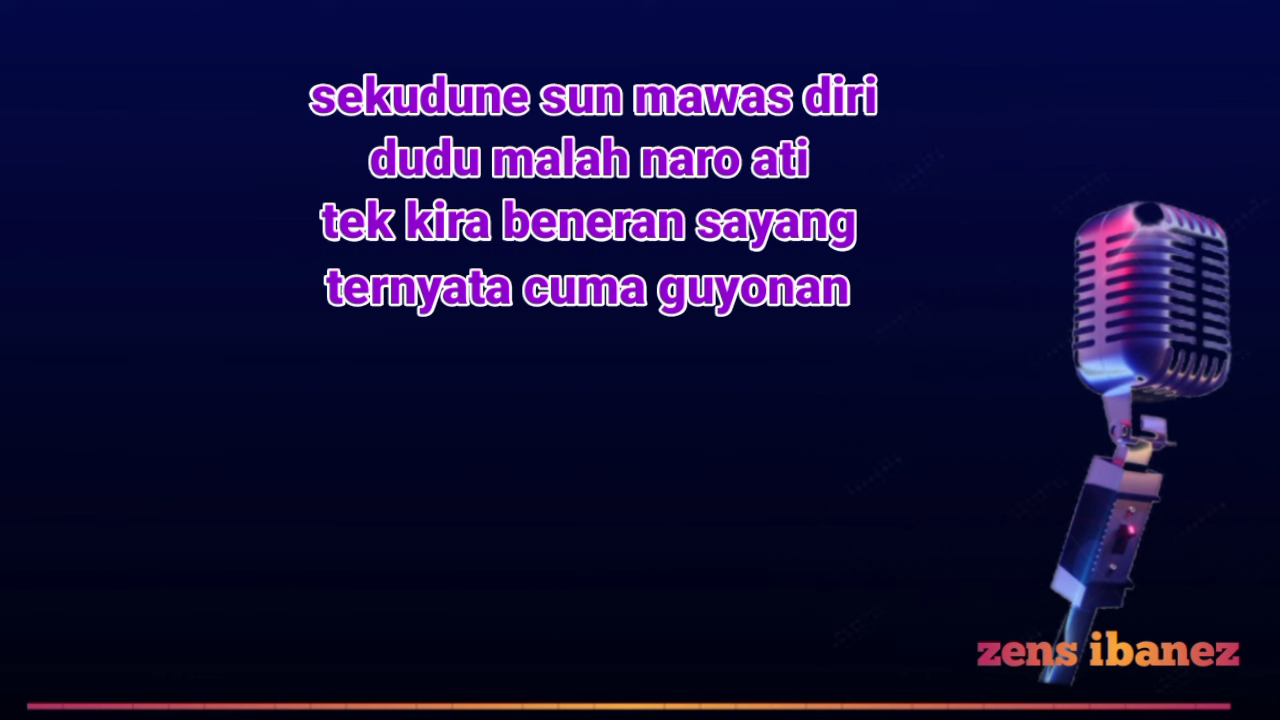 sekudune sun mawas diri
dudu malah naro ati
tek kira beneran sayang
ternyata cuma guyonan
zens ibanez